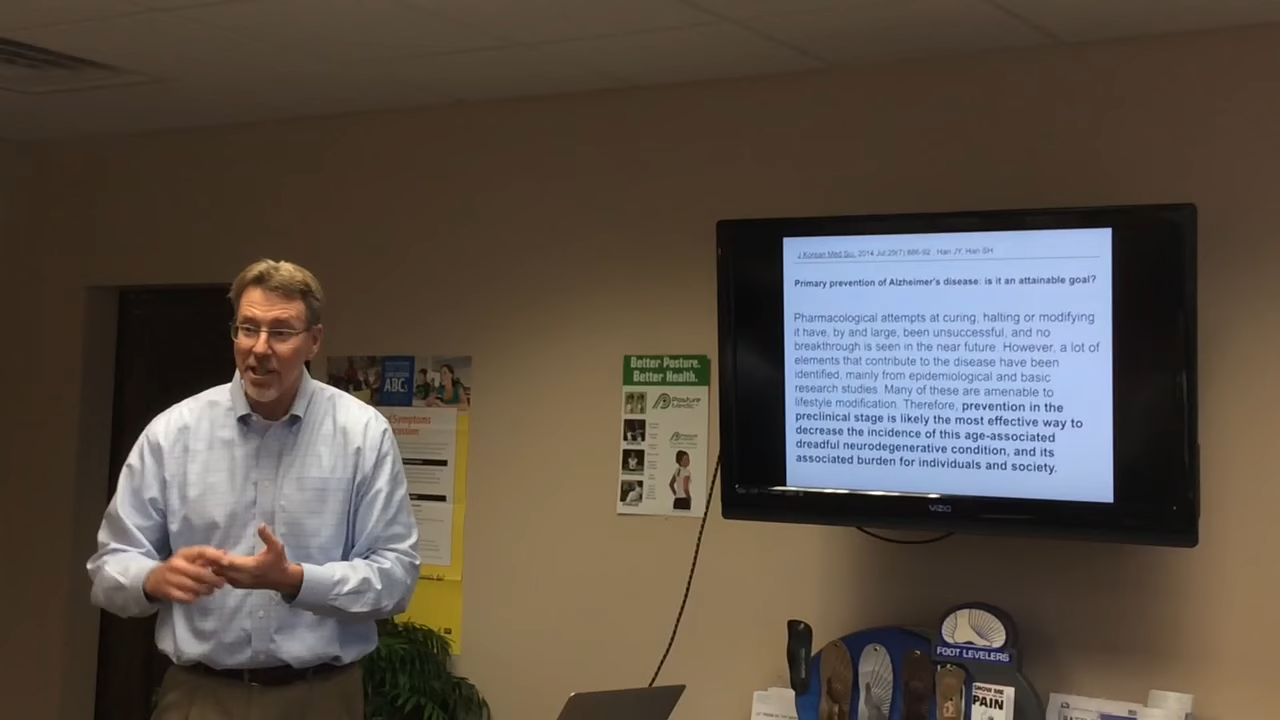 J Korean Med Sci. 2014 Jul;29(7):886-92. Han JY, Han SH
Primary prevention of Alzheimer's disease: is it an attainable goal?
Pharmacological attempts at curing, halting or modifying
it have, by and large, been unsuccessful, and no
breakthrough is seen in the near future. However, a lot of
elements that contribute to the disease have been
identified, mainly from epidemiological and basic
research studies. Many of these are amenable to
lifestyle modification. Therefore, prevention in the
preclinical stage is likely the most effective way to
decrease the incidence of this age-associated
dreadful neurodegenerative condition, and its
associated burden for individuals and society.
VIZIO
Better Posture.
Better Health.
Posture
Medic
ABCs
Symptoms
FOOT LEVELERS
SHOW ME
PAIN